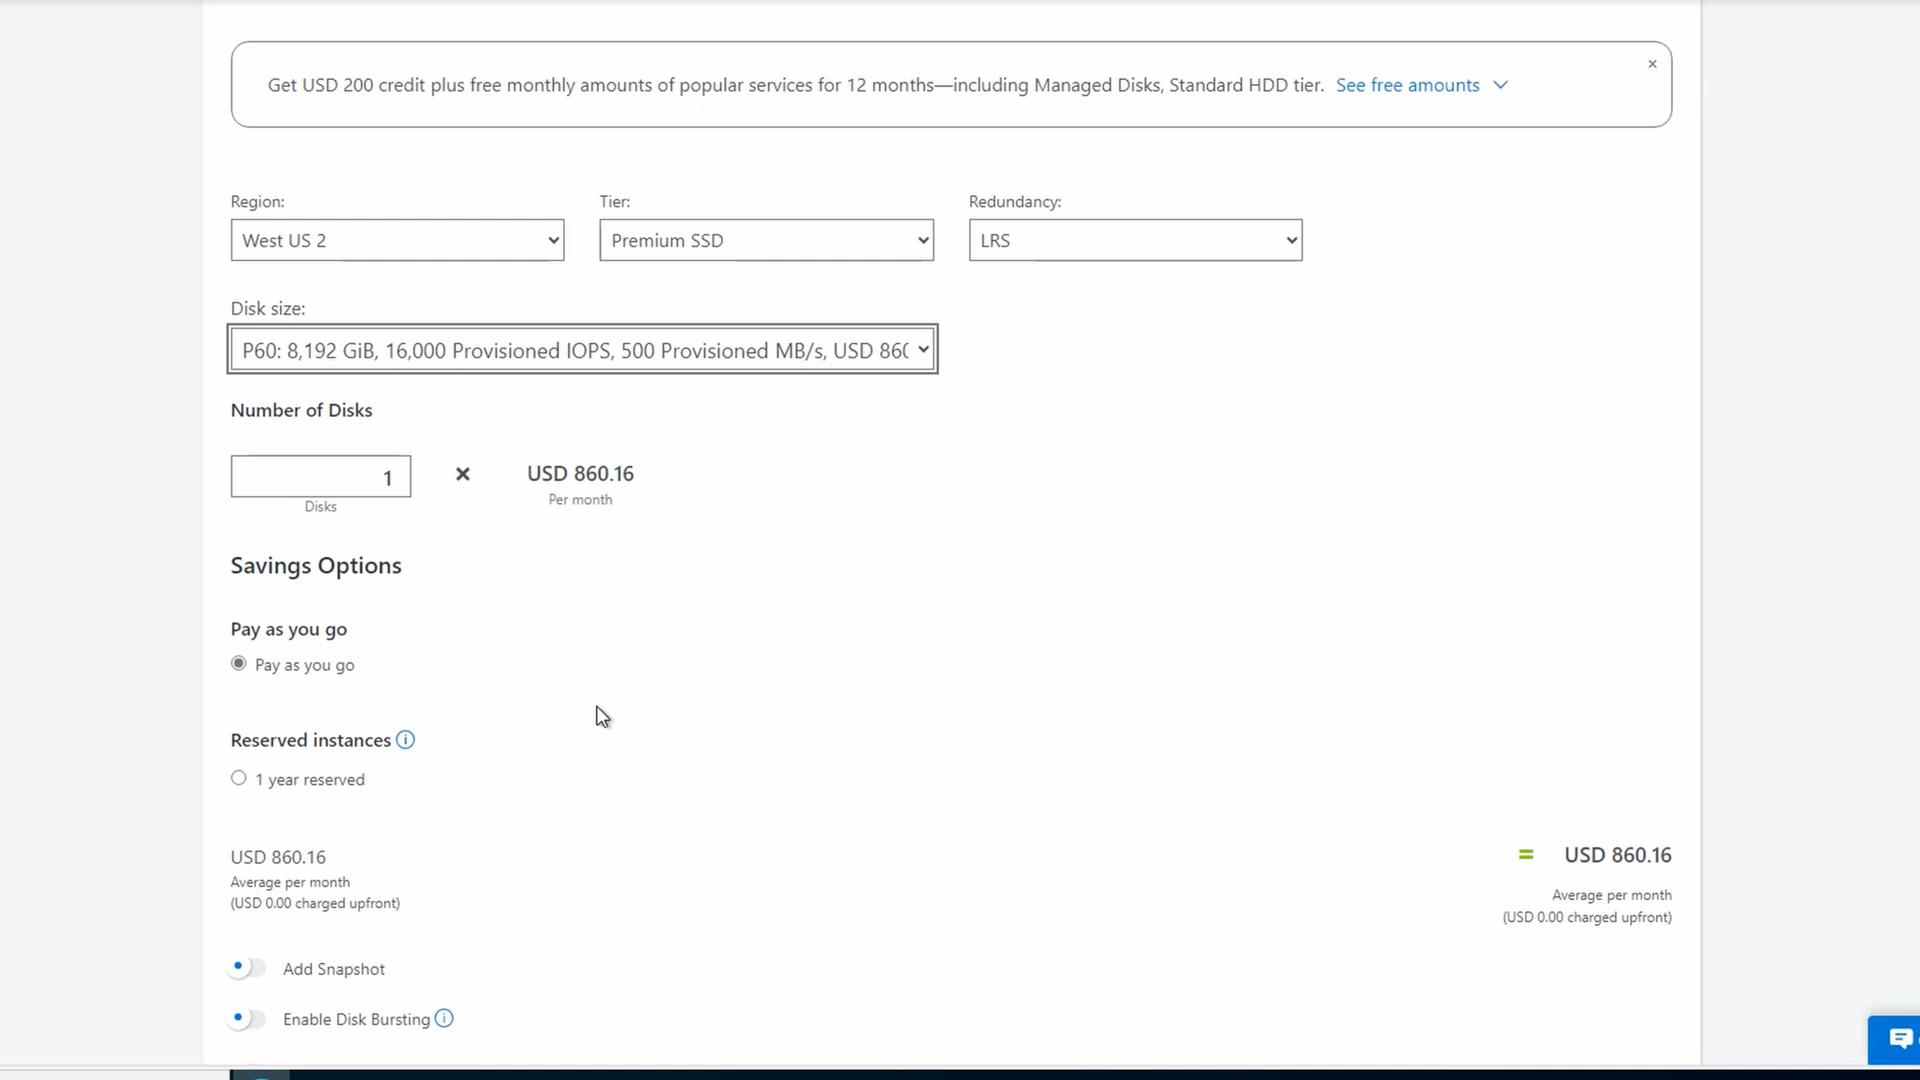 Get USD 200 credit plus free monthly amounts of popular services for 12 months—including Managed Disks, Standard HDD tier. See free amounts
Region:
Tier:
Redundancy:
West US 2
Premium SSD
LRS
Disk size:
P60: 8,192 GiB, 16,000 Provisioned IOPS, 500 Provisioned MB/s, USD 860
Number of Disks
1
USD 860.16
Disks
Per month
Savings Options
Pay as you go
Pay as you go
Reserved instances
1 year reserved
USD 860.16
Average per month
(USD 0.00 charged upfront)
= USD 860.16
Average per month
(USD 0.00 charged upfront)
Add Snapshot
Enable Disk Bursting